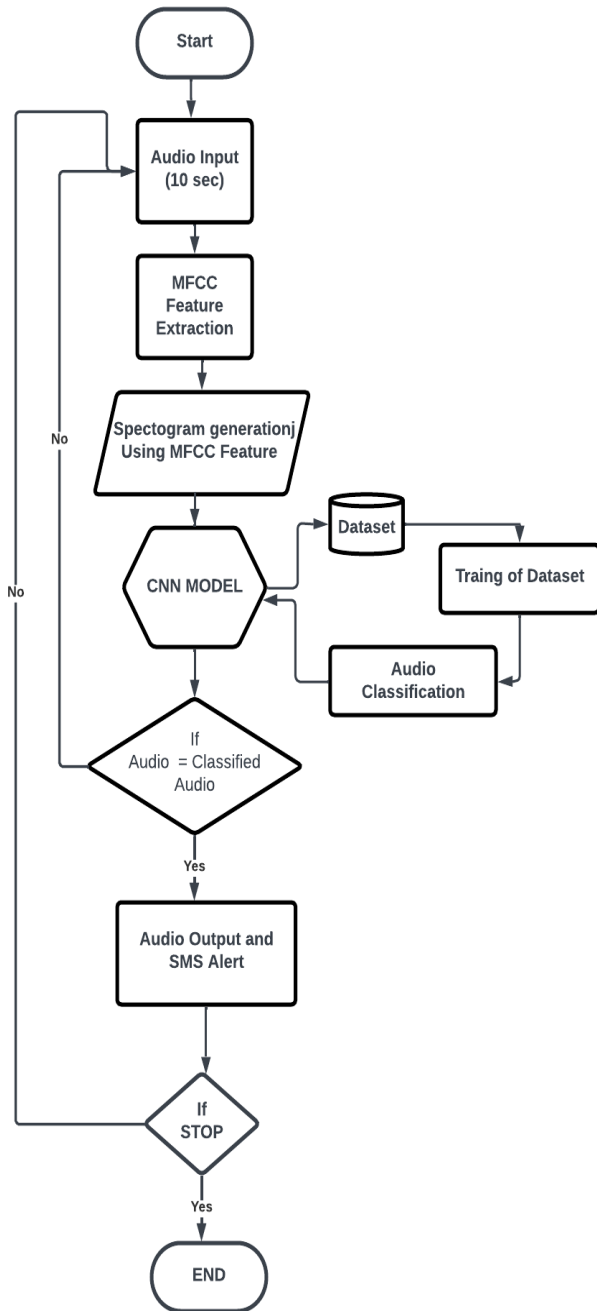 Start
Audio Input
(10 sec)
MFCC
Feature
Extraction
Spectogram generationj
Using MFCC Feature
No
CNN MODEL
Dataset
Traing of Dataset
Audio
Classification
No
If
Audio = Classified
Audio
Yes
Audio Output and
SMS Alert
If
STOP
Yes
END